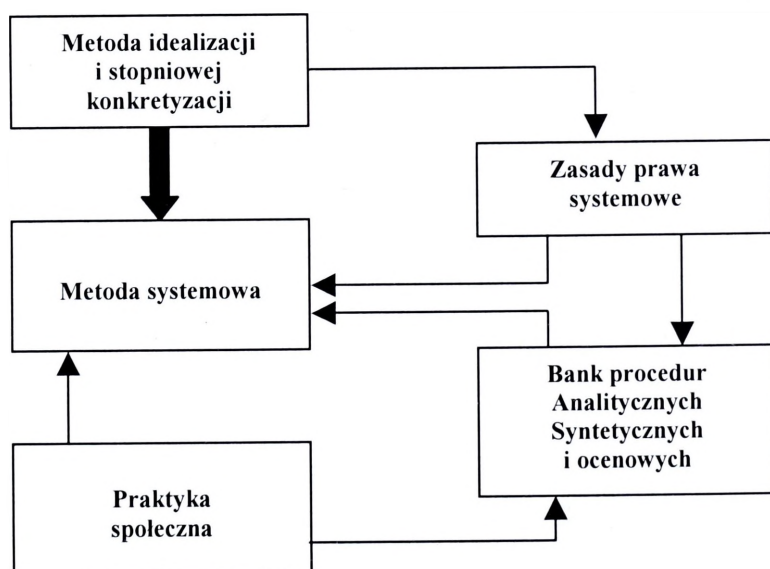 Metoda idealizacji
i stopniowej
konkretyzacji
Zasady prawa
systemowe
Metoda systemowa
Bank procedur
Analitycznych
Syntetycznych
i ocenowych
Praktyka
społeczna